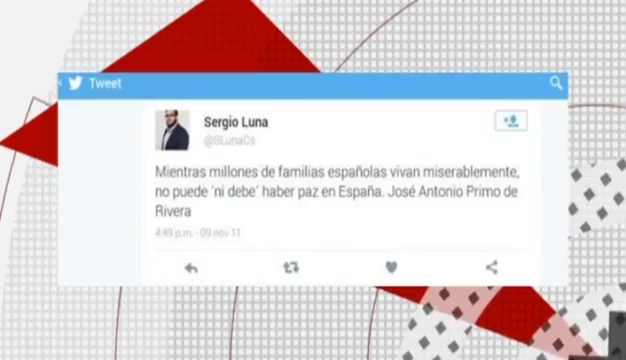 Tweet
Sergio Luna
@SLunaCs
Mientras millones de familias españolas vivan miserablemente,
no puede ´ni debe´ haber paz en España. José Antonio Primo de
Rivera
4:49 p.m. · 09 nov 11